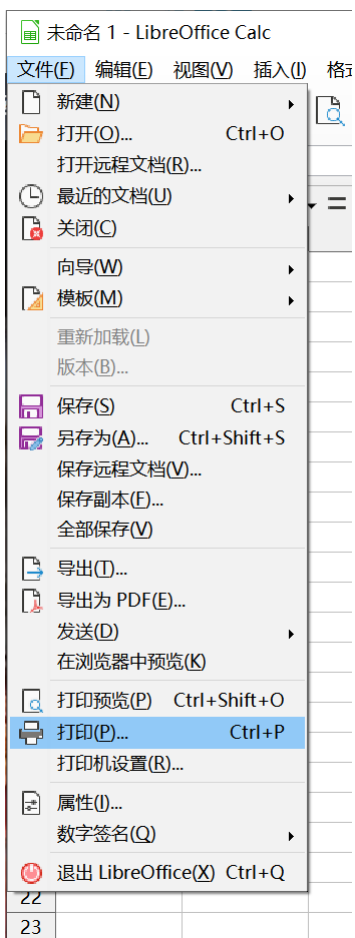 未命名 1 - LibreOffice Calc
文件(F) 编辑(E) 视图(V) 插入(I) 格式
新建(N)
打开(O)... Ctrl+O
打开远程文档(R)...
最近的文档(U)
关闭(C)
向导(W)
模板(M)
重新加载(L)
版本(B)...
保存(S) Ctrl+S
另存为(A)... Ctrl+Shift+S
保存远程文档(V)...
保存副本(F)...
全部保存(V)
导出(T)...
导出为 PDF(E)...
发送(D)
在浏览器中预览(K)
打印预览(P) Ctrl+Shift+O
打印(P)... Ctrl+P
打印机设置(R)...
属性(I)...
数字签名(Q)
退出 LibreOffice(X) Ctrl+Q
22
23